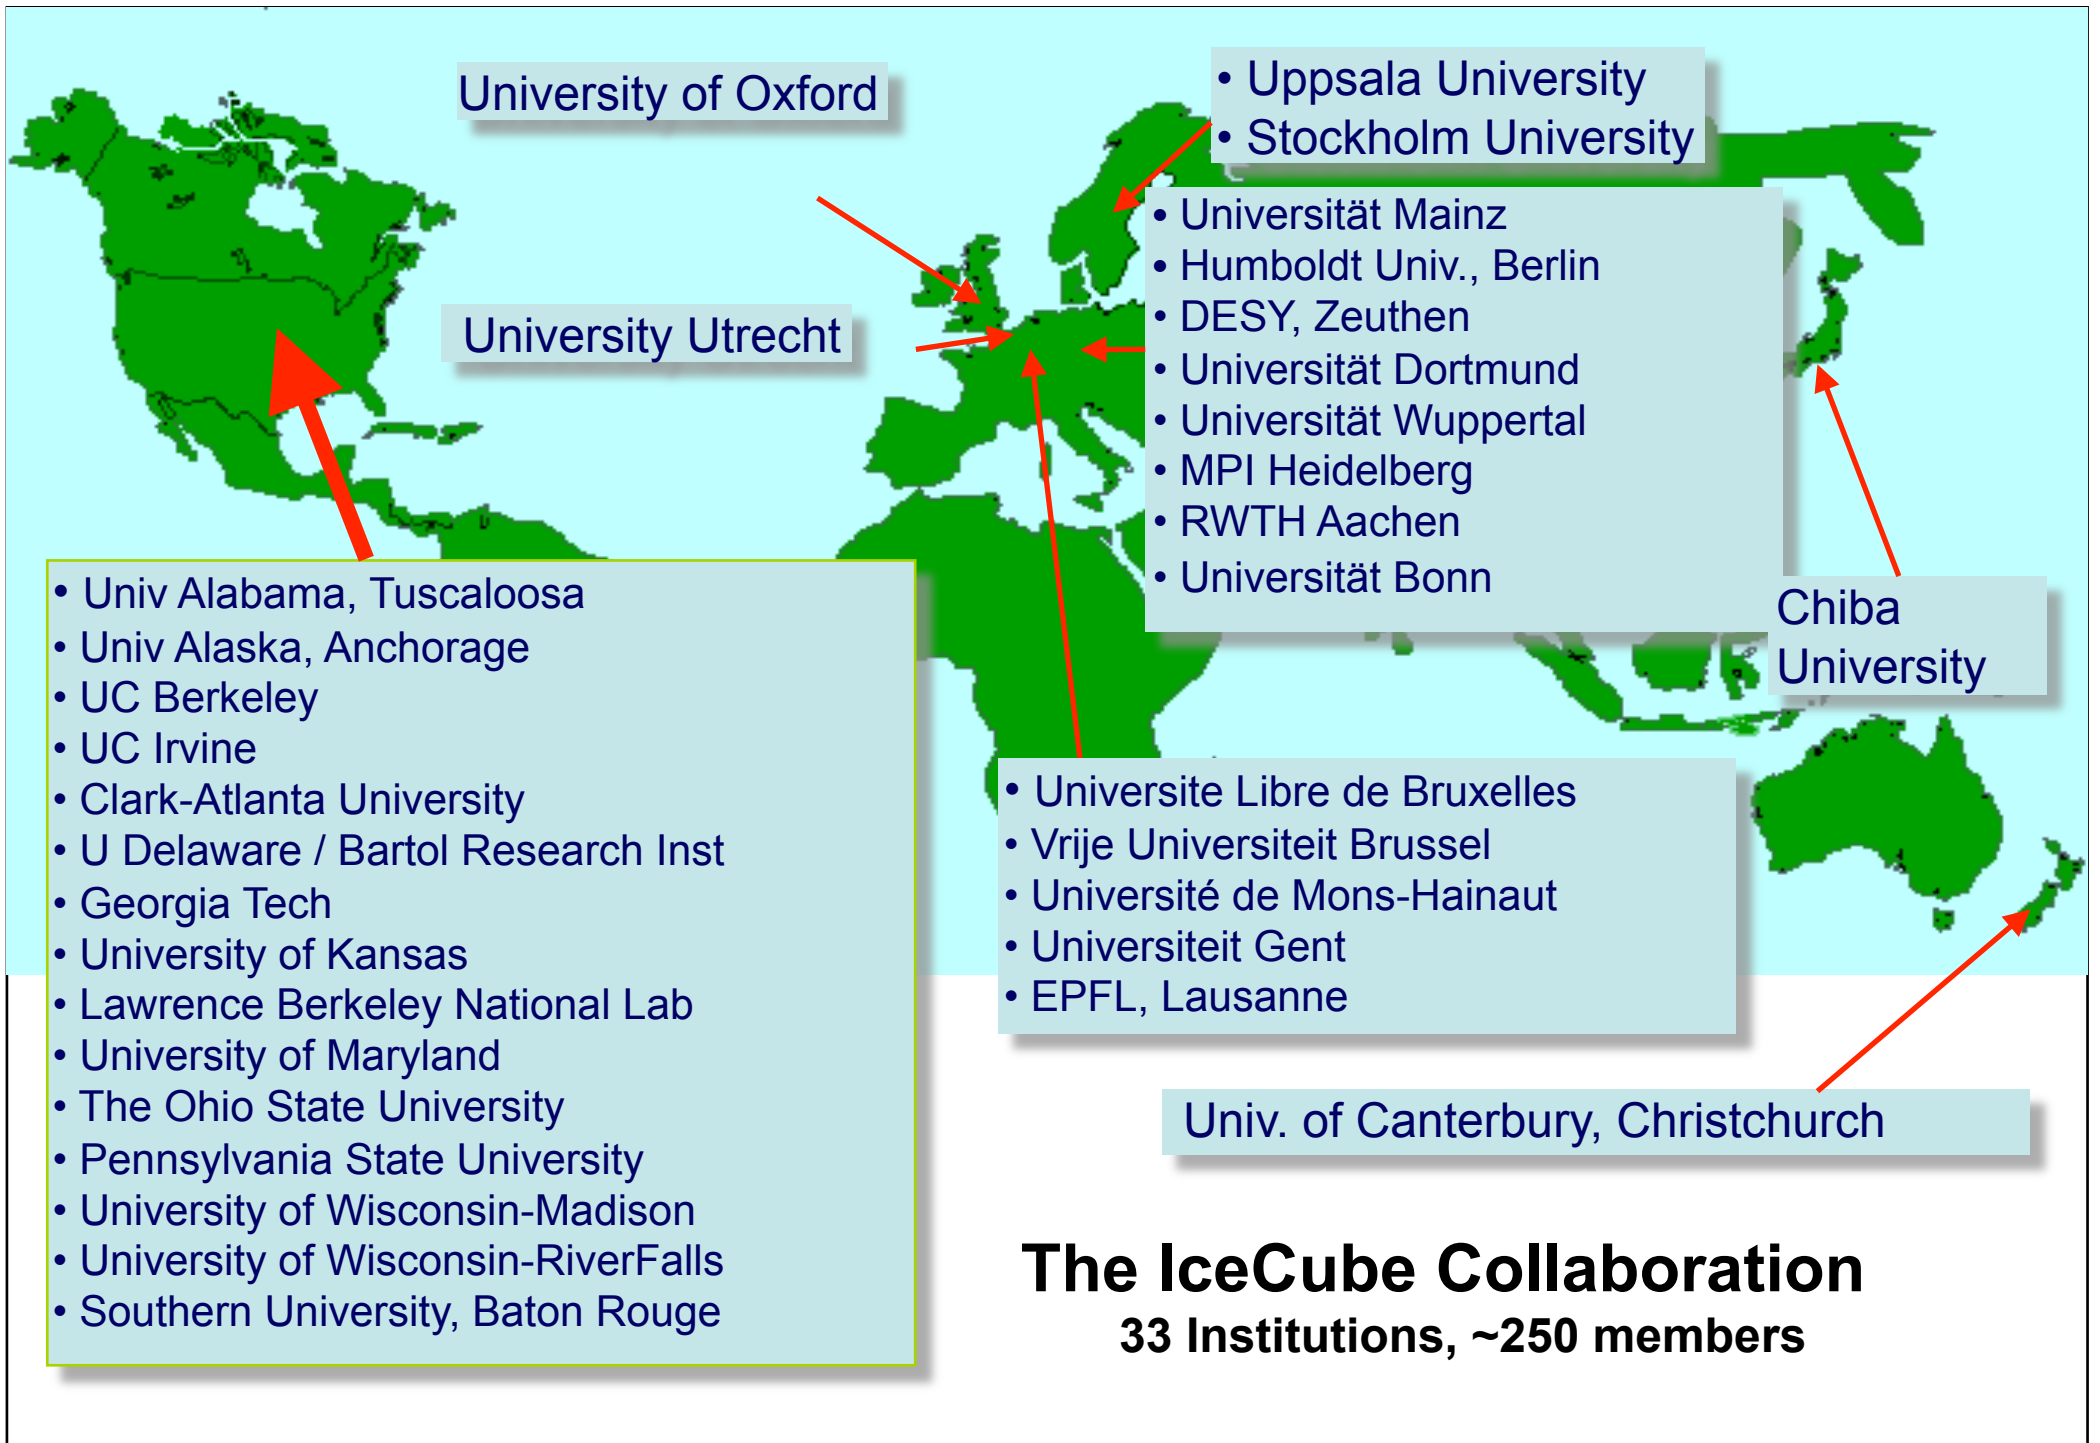 University of Oxford
• Uppsala University
• Stockholm University
• Universität Mainz
• Humboldt Univ., Berlin
• DESY, Zeuthen
• Universität Dortmund
• Universität Wuppertal
• MPI Heidelberg
• RWTH Aachen
• Universität Bonn
University Utrecht
Chiba
University
• Univ Alabama, Tuscaloosa
• Univ Alaska, Anchorage
• UC Berkeley
• UC Irvine
• Clark-Atlanta University
• U Delaware / Bartol Research Inst
• Georgia Tech
• University of Kansas
• Lawrence Berkeley National Lab
• University of Maryland
• The Ohio State University
• Pennsylvania State University
• University of Wisconsin-Madison
• University of Wisconsin-RiverFalls
• Southern University, Baton Rouge
• Universite Libre de Bruxelles
• Vrije Universiteit Brussel
• Université de Mons-Hainaut
• Universiteit Gent
• EPFL, Lausanne
Univ. of Canterbury, Christchurch
The IceCube Collaboration
33 Institutions, ~250 members